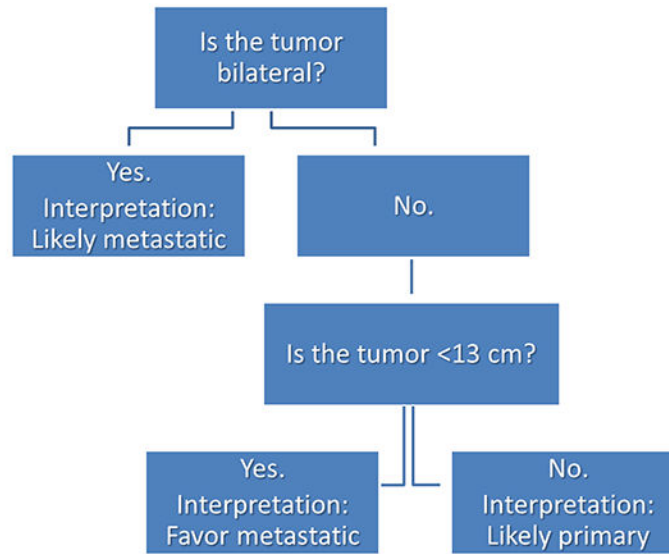 Is the tumor
bilateral?
Yes.
Interpretation:
Likely metastatic
No.
Is the tumor <13 cm?
Yes.
Interpretation:
Favor metastatic
No.
Interpretation:
Likely primary